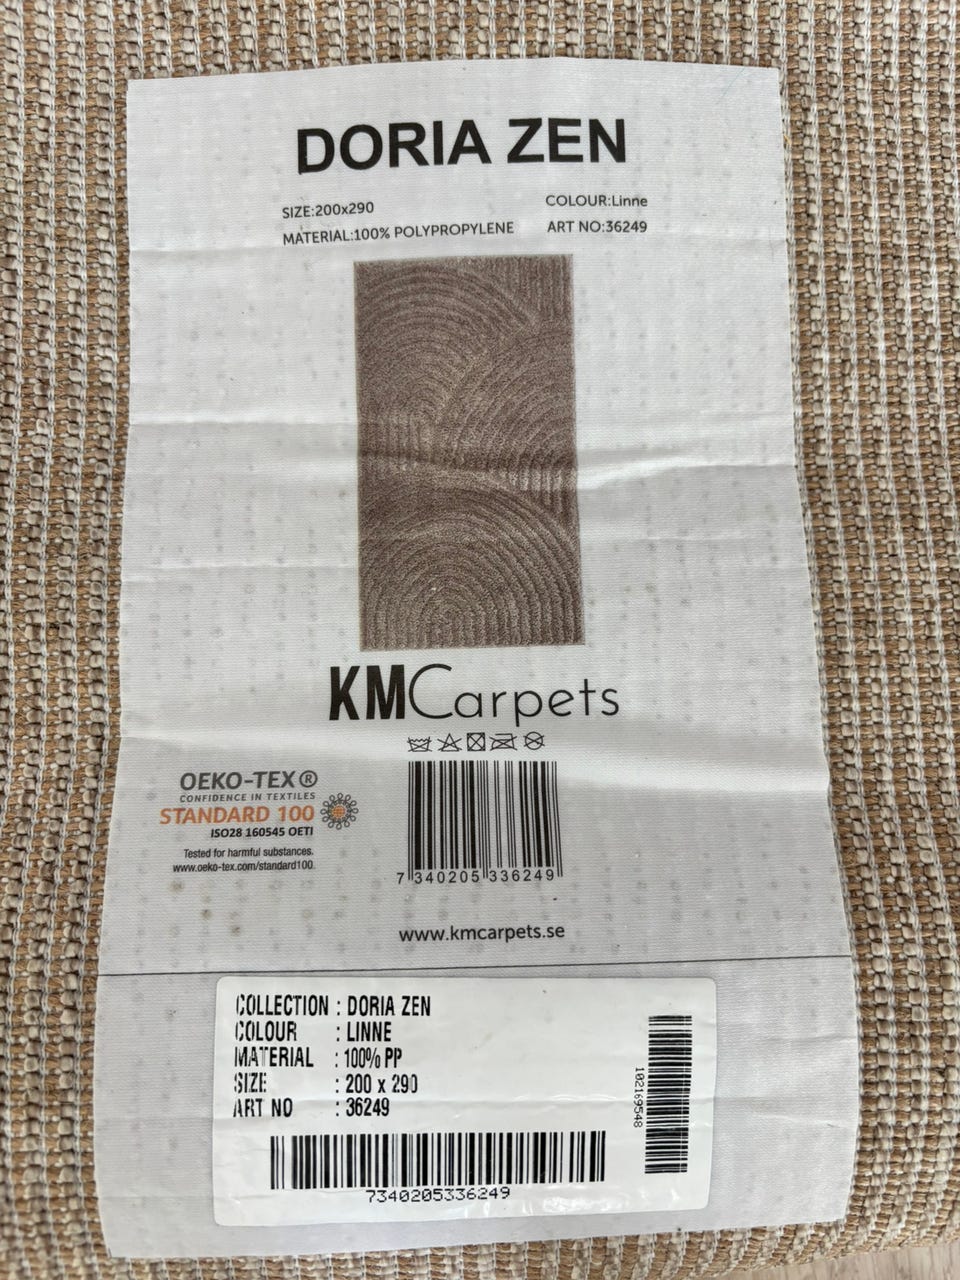 DORIA ZEN
SIZE:200x290 COLOUR:Linne
MATERIAL:100% POLYPROPYLENE ART NO:36249
KMCarpets
OEKO-TEX®
CONFIDENCE IN TEXTILES
STANDARD 100
ISO28 160545 OETI
Tested for harmful substances.
www.oeko-tex.com/standard100
7 340205 336249
www.kmcarpets.se
COLLECTION : DORIA ZEN
COLOUR : LINNE
MATERIAL : 100% PP
SIZE : 200 x 290
ART NO : 36249
7340205336249
102169548